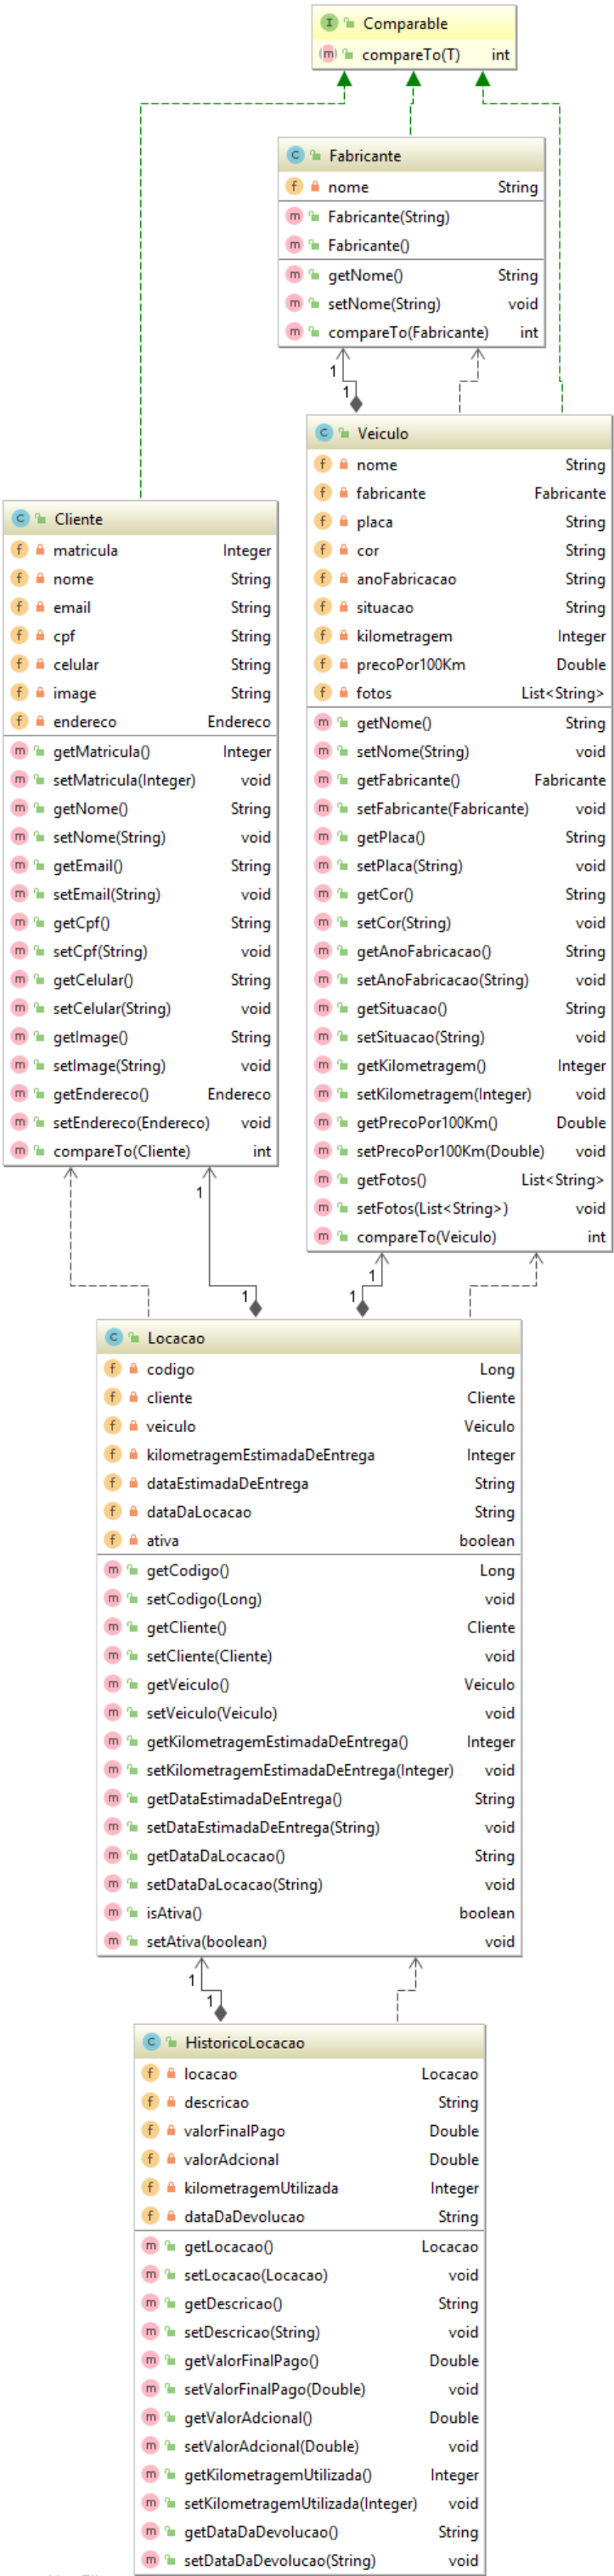 Comparable
compareTo(T) int
Fabricante
nome String
Fabricante(String)
Fabricante()
getNome() String
setNome(String) void
compareTo(Fabricante) int
1
1
Veiculo
nome String
fabricante Fabricante
placa String
cor String
anoFabricacao String
situacao String
kilometragem Integer
precoPor100Km Double
fotos List<String>
getNome() String
setNome(String) void
getFabricante() Fabricante
setFabricante(Fabricante) void
getPlaca() String
setPlaca(String) void
getCor() String
setCor(String) void
getAnoFabricacao() String
setAnoFabricacao(String) void
getSituacao() String
setSituacao(String) void
getKilometragem() Integer
setKilometragem(Integer) void
getPrecoPor100Km() Double
setPrecoPor100Km(Double) void
getFotos() List<String>
setFotos(List<String>) void
compareTo(Veiculo) int
Cliente
matricula Integer
nome String
email String
cpf String
celular String
image String
endereco Endereco
getMatricula() Integer
setMatricula(Integer) void
getNome() String
setNome(String) void
getEmail() String
setEmail(String) void
getCpf() String
setCpf(String) void
getCelular() String
setCelular(String) void
getImage() String
setImage(String) void
getEndereco() Endereco
setEndereco(Endereco) void
compareTo(Cliente) int
1
1
1
1
Locacao
codigo Long
cliente Cliente
veiculo Veiculo
kilometragemEstimadaDeEntrega Integer
dataEstimadaDeEntrega String
dataDaLocacao String
ativa boolean
getCodigo() Long
setCodigo(Long) void
getCliente() Cliente
setCliente(Cliente) void
getVeiculo() Veiculo
setVeiculo(Veiculo) void
getKilometragemEstimadaDeEntrega() Integer
setKilometragemEstimadaDeEntrega(Integer) void
getDataEstimadaDeEntrega() String
setDataEstimadaDeEntrega(String) void
getDataDaLocacao() String
setDataDaLocacao(String) void
isAtiva() boolean
setAtiva(boolean) void
1
1
HistoricoLocacao
locacao Locacao
descricao String
valorFinalPago Double
valorAdcional Double
kilometragemUtilizada Integer
dataDaDevolucao String
getLocacao() Locacao
setLocacao(Locacao) void
getDescricao() String
setDescricao(String) void
getValorFinalPago() Double
setValorFinalPago(Double) void
getValorAdcional() Double
setValorAdcional(Double) void
getKilometragemUtilizada() Integer
setKilometragemUtilizada(Integer) void
getDataDaDevolucao() String
setDataDaDevolucao(String) void